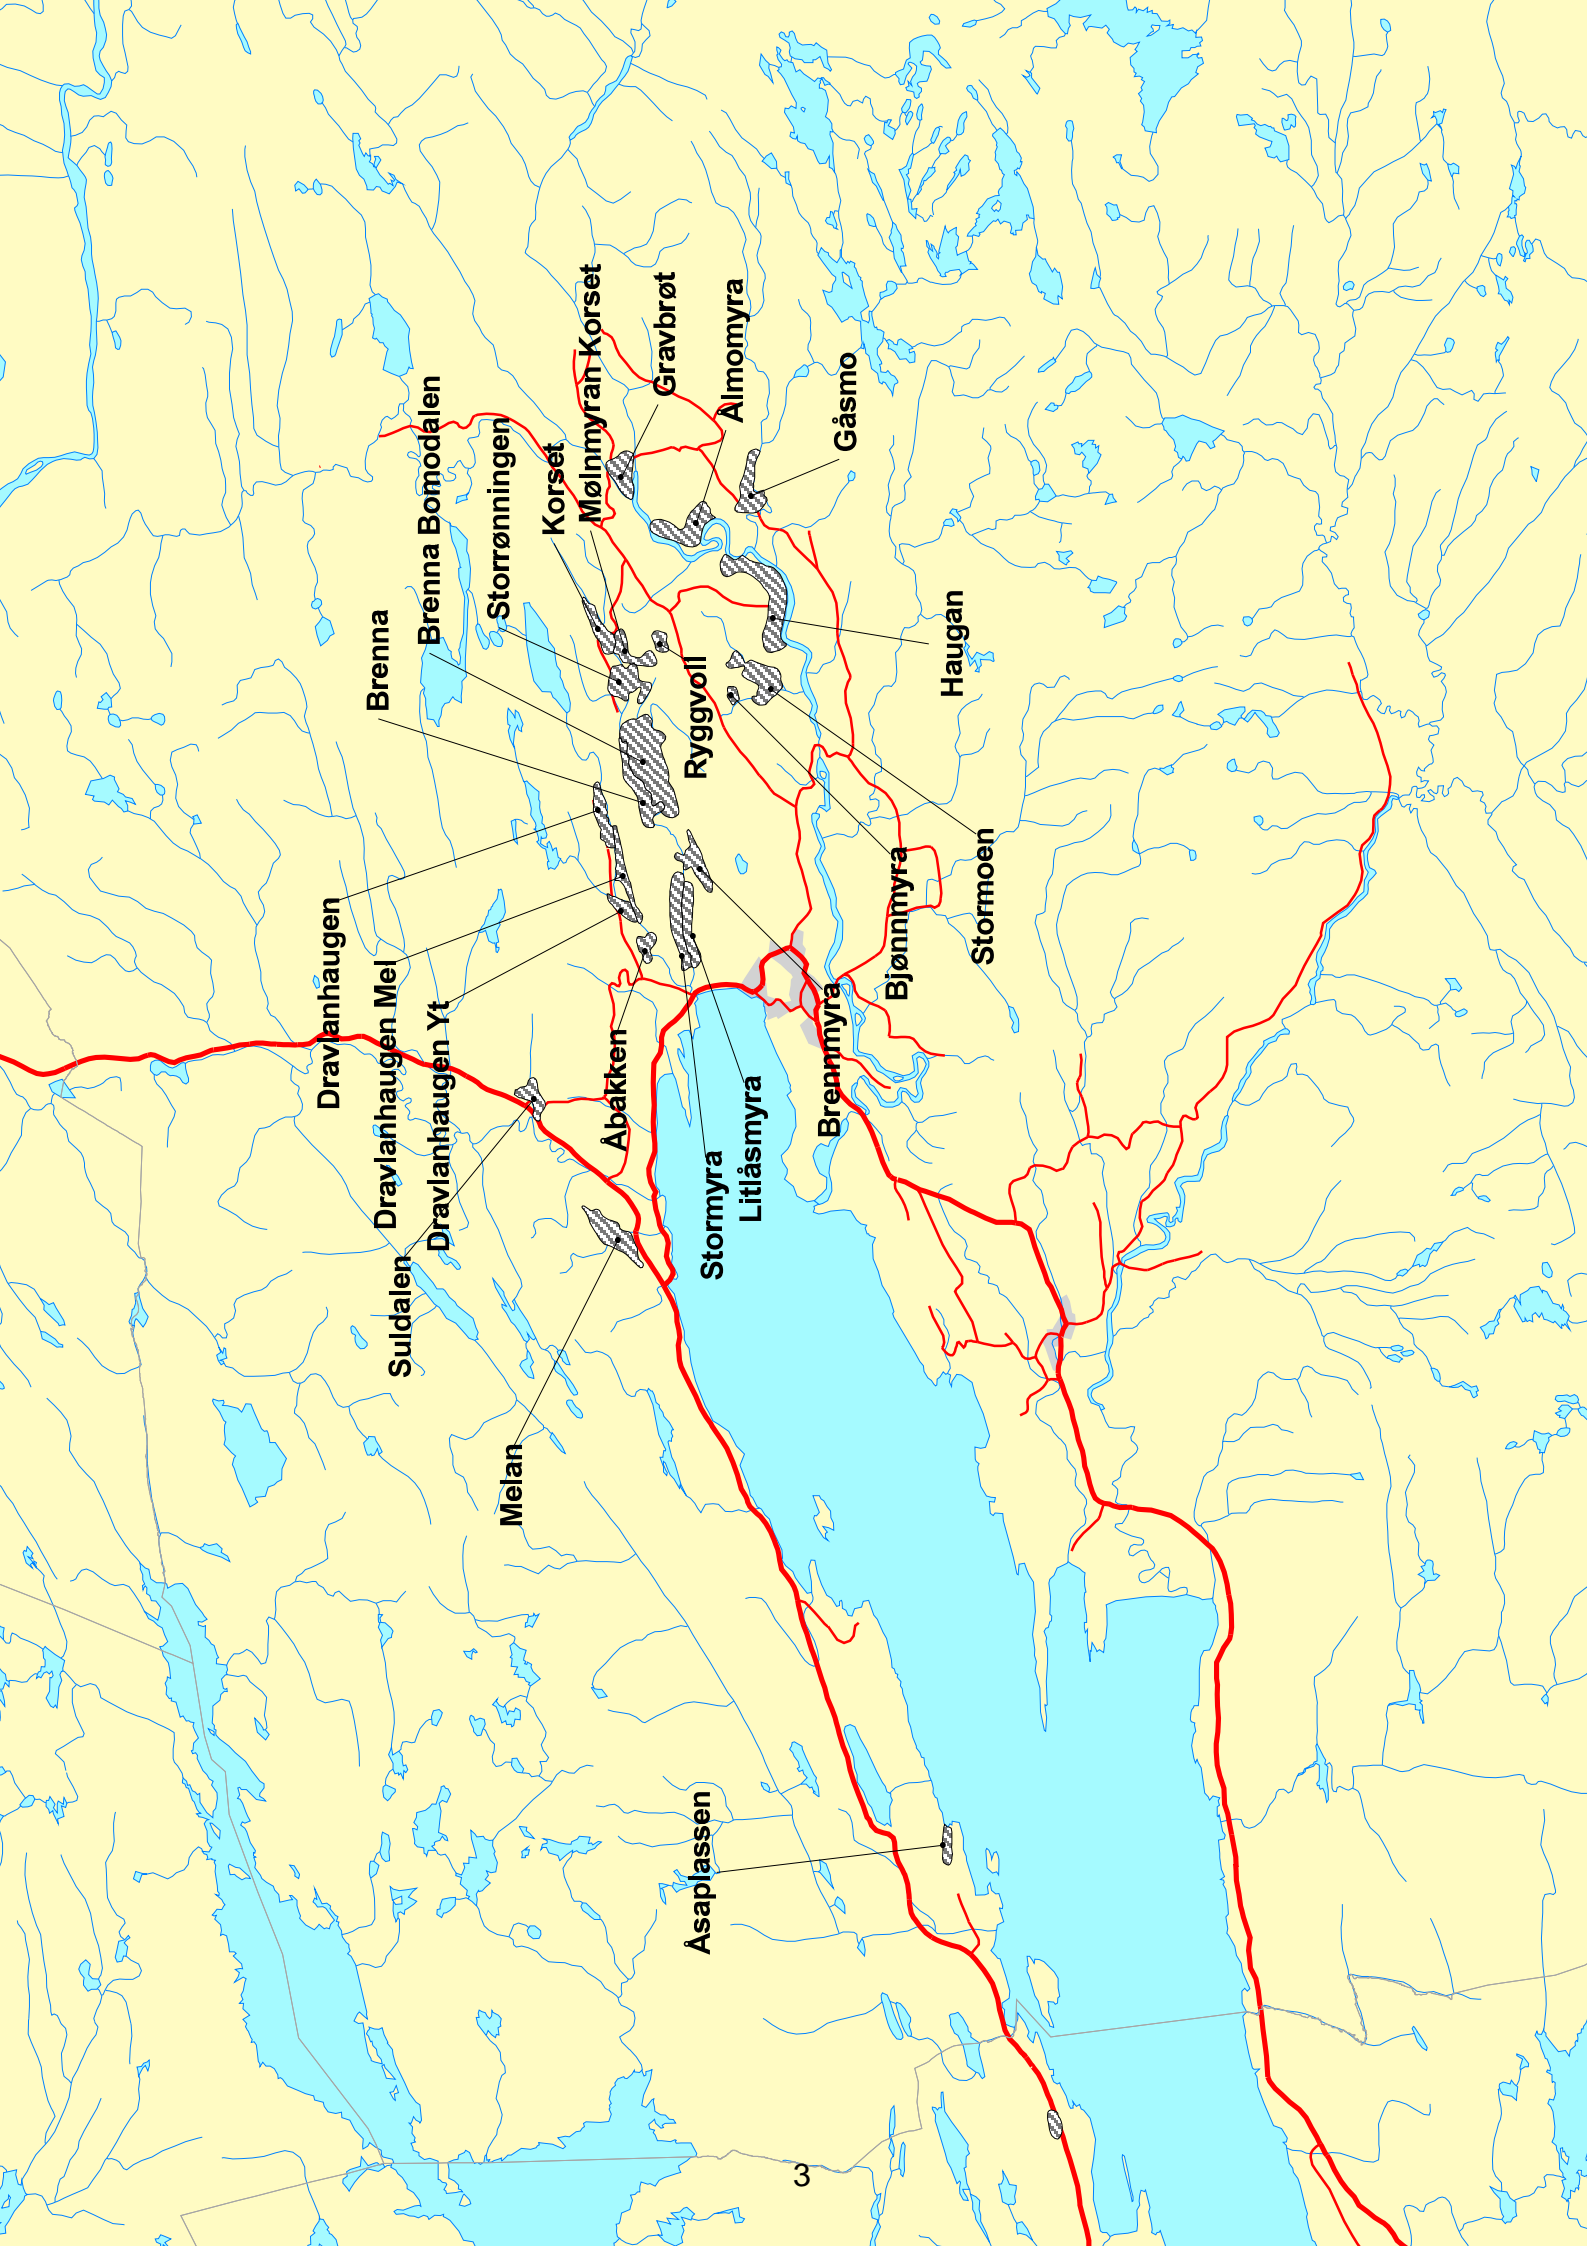 Dravlanhaugen
Brenna
Dravlanhaugen Mel
Suldalen
Brenna Bomodalen
Dravlanhaugen Yt
Storrønningen
Melan
Korset
Mølnmyran Korset
Åbakken
Gravbrøt
Ryggvoll
Åsaplassen
Stormyra
Ålmomyra
Litlåsmyra
Brennmyra
Gåsmo
Bjønnmyra
Haugan
Stormoen
3